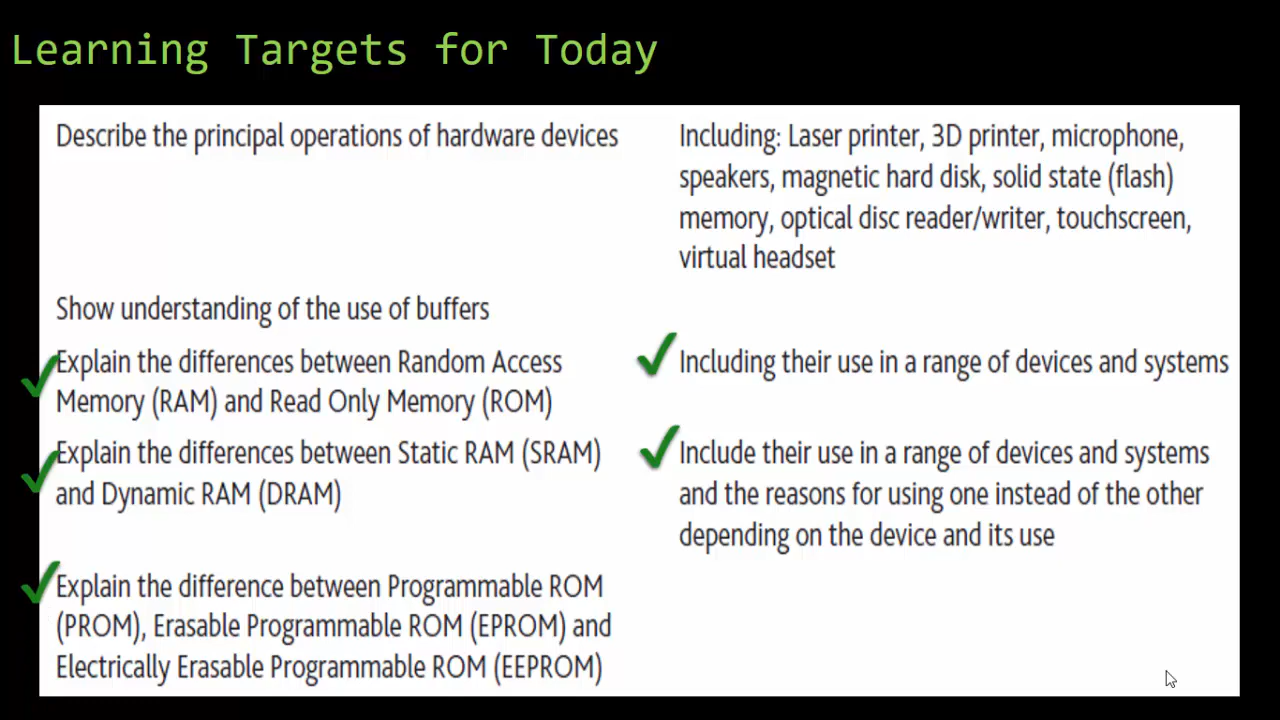 Learning Targets for Today
Describe the principal operations of hardware devices
Including: Laser printer, 3D printer, microphone,
speakers, magnetic hard disk, solid state (flash)
memory, optical disc reader/writer, touchscreen,
virtual headset
Show understanding of the use of buffers
Explain the differences between Random Access
Memory (RAM) and Read Only Memory (ROM)
Including their use in a range of devices and systems
Explain the differences between Static RAM (SRAM)
and Dynamic RAM (DRAM)
Include their use in a range of devices and systems
and the reasons for using one instead of the other
depending on the device and its use
Explain the difference between Programmable ROM
(PROM), Erasable Programmable ROM (EPROM) and
Electrically Erasable Programmable ROM (EEPROM)